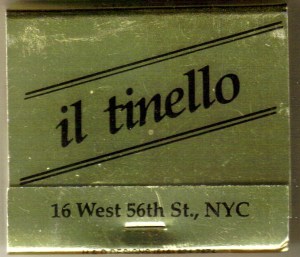 il tinello
16 West 56th St., NYC